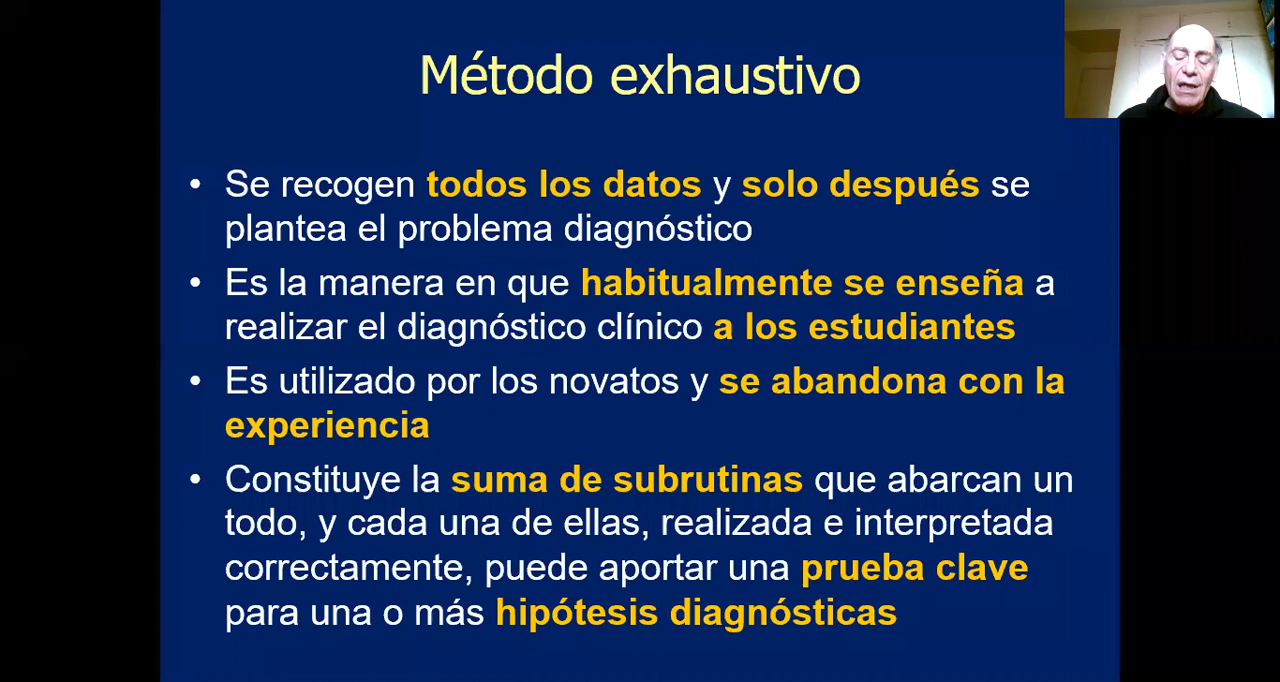 Método exhaustivo
• Se recogen todos los datos y solo después se
plantea el problema diagnóstico
• Es la manera en que habitualmente se enseña a
realizar el diagnóstico clínico a los estudiantes
• Es utilizado por los novatos y se abandona con la
experiencia
• Constituye la suma de subrutinas que abarcan un
todo, y cada una de ellas, realizada e interpretada
correctamente, puede aportar una prueba clave
para una o más hipótesis diagnósticas